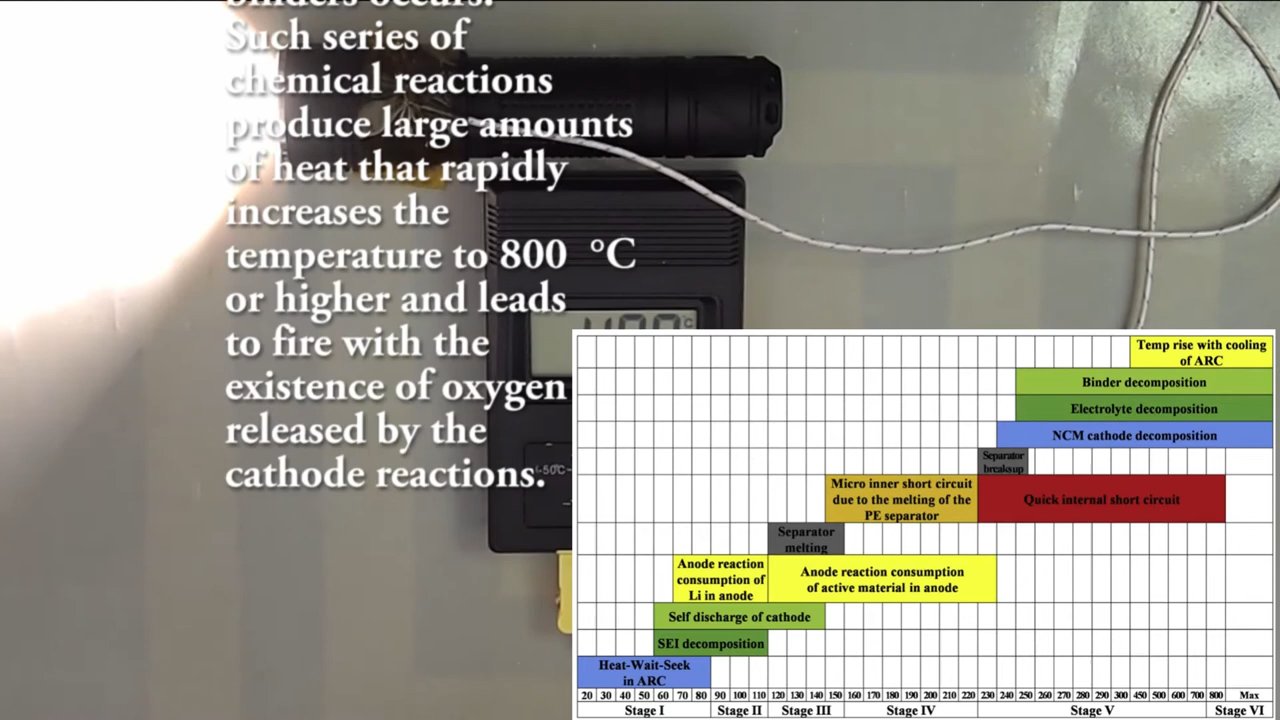 binders occurs.
Such series of
chemical reactions
produce large amounts
of heat that rapidly
increases the
temperature to 800 °C
or higher and leads
to fire with the
existence of oxygen
released by the
cathode reactions.
°C
-50°C~
Temp rise with cooling
of ARC
Binder decomposition
Electrolyte decomposition
NCM cathode decomposition
Separator
breaksup
Micro inner short circuit
due to the melting of the
PE separator
Quick internal short circuit
Separator
melting
Anode reaction
consumption of
Li in anode
Anode reaction consumption
of active material in anode
Self discharge of cathode
SEI decomposition
Heat-Wait-Seek
in ARC
20 30 40 50 60 70 80 90 100 110 120 130 140 150 160 170 180 190 200 210 220 230 240 250 260 270 280 290 300 450 500 600 700 800 Max
Stage I Stage II Stage III Stage IV Stage V Stage VI